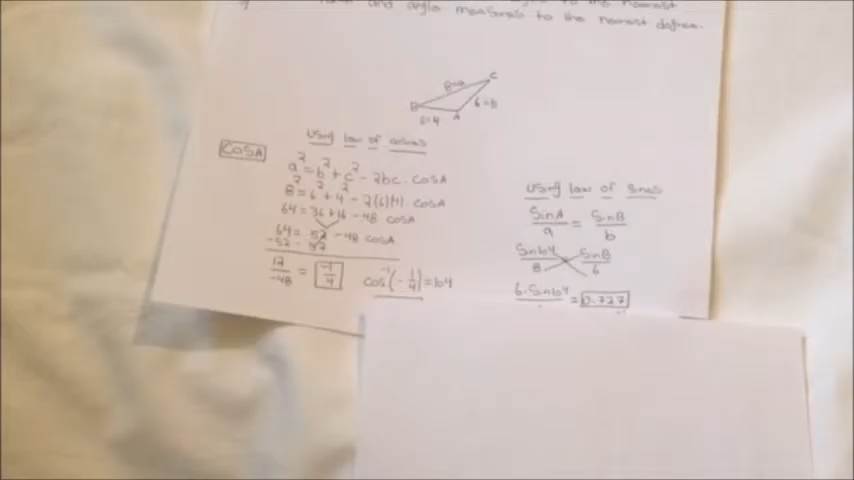 and angle measures to the nearest degree.
C
B
A
8=a
6=b
c=4
Using law of cosines
CosA
a² = b² + c² - 2bc · CosA
8² = 6² + 4² - 2(6)(4) · CosA
64 = 36 + 16 - 48 CosA
64 = 52 - 48 CosA
-52 - 52
12/-48 = -1/4
cos⁻¹(-1/4) = 104
Using law of Sines
SinA/a = SinB/b
Sin104/8 SinB/6
6·Sin104 = 0.727